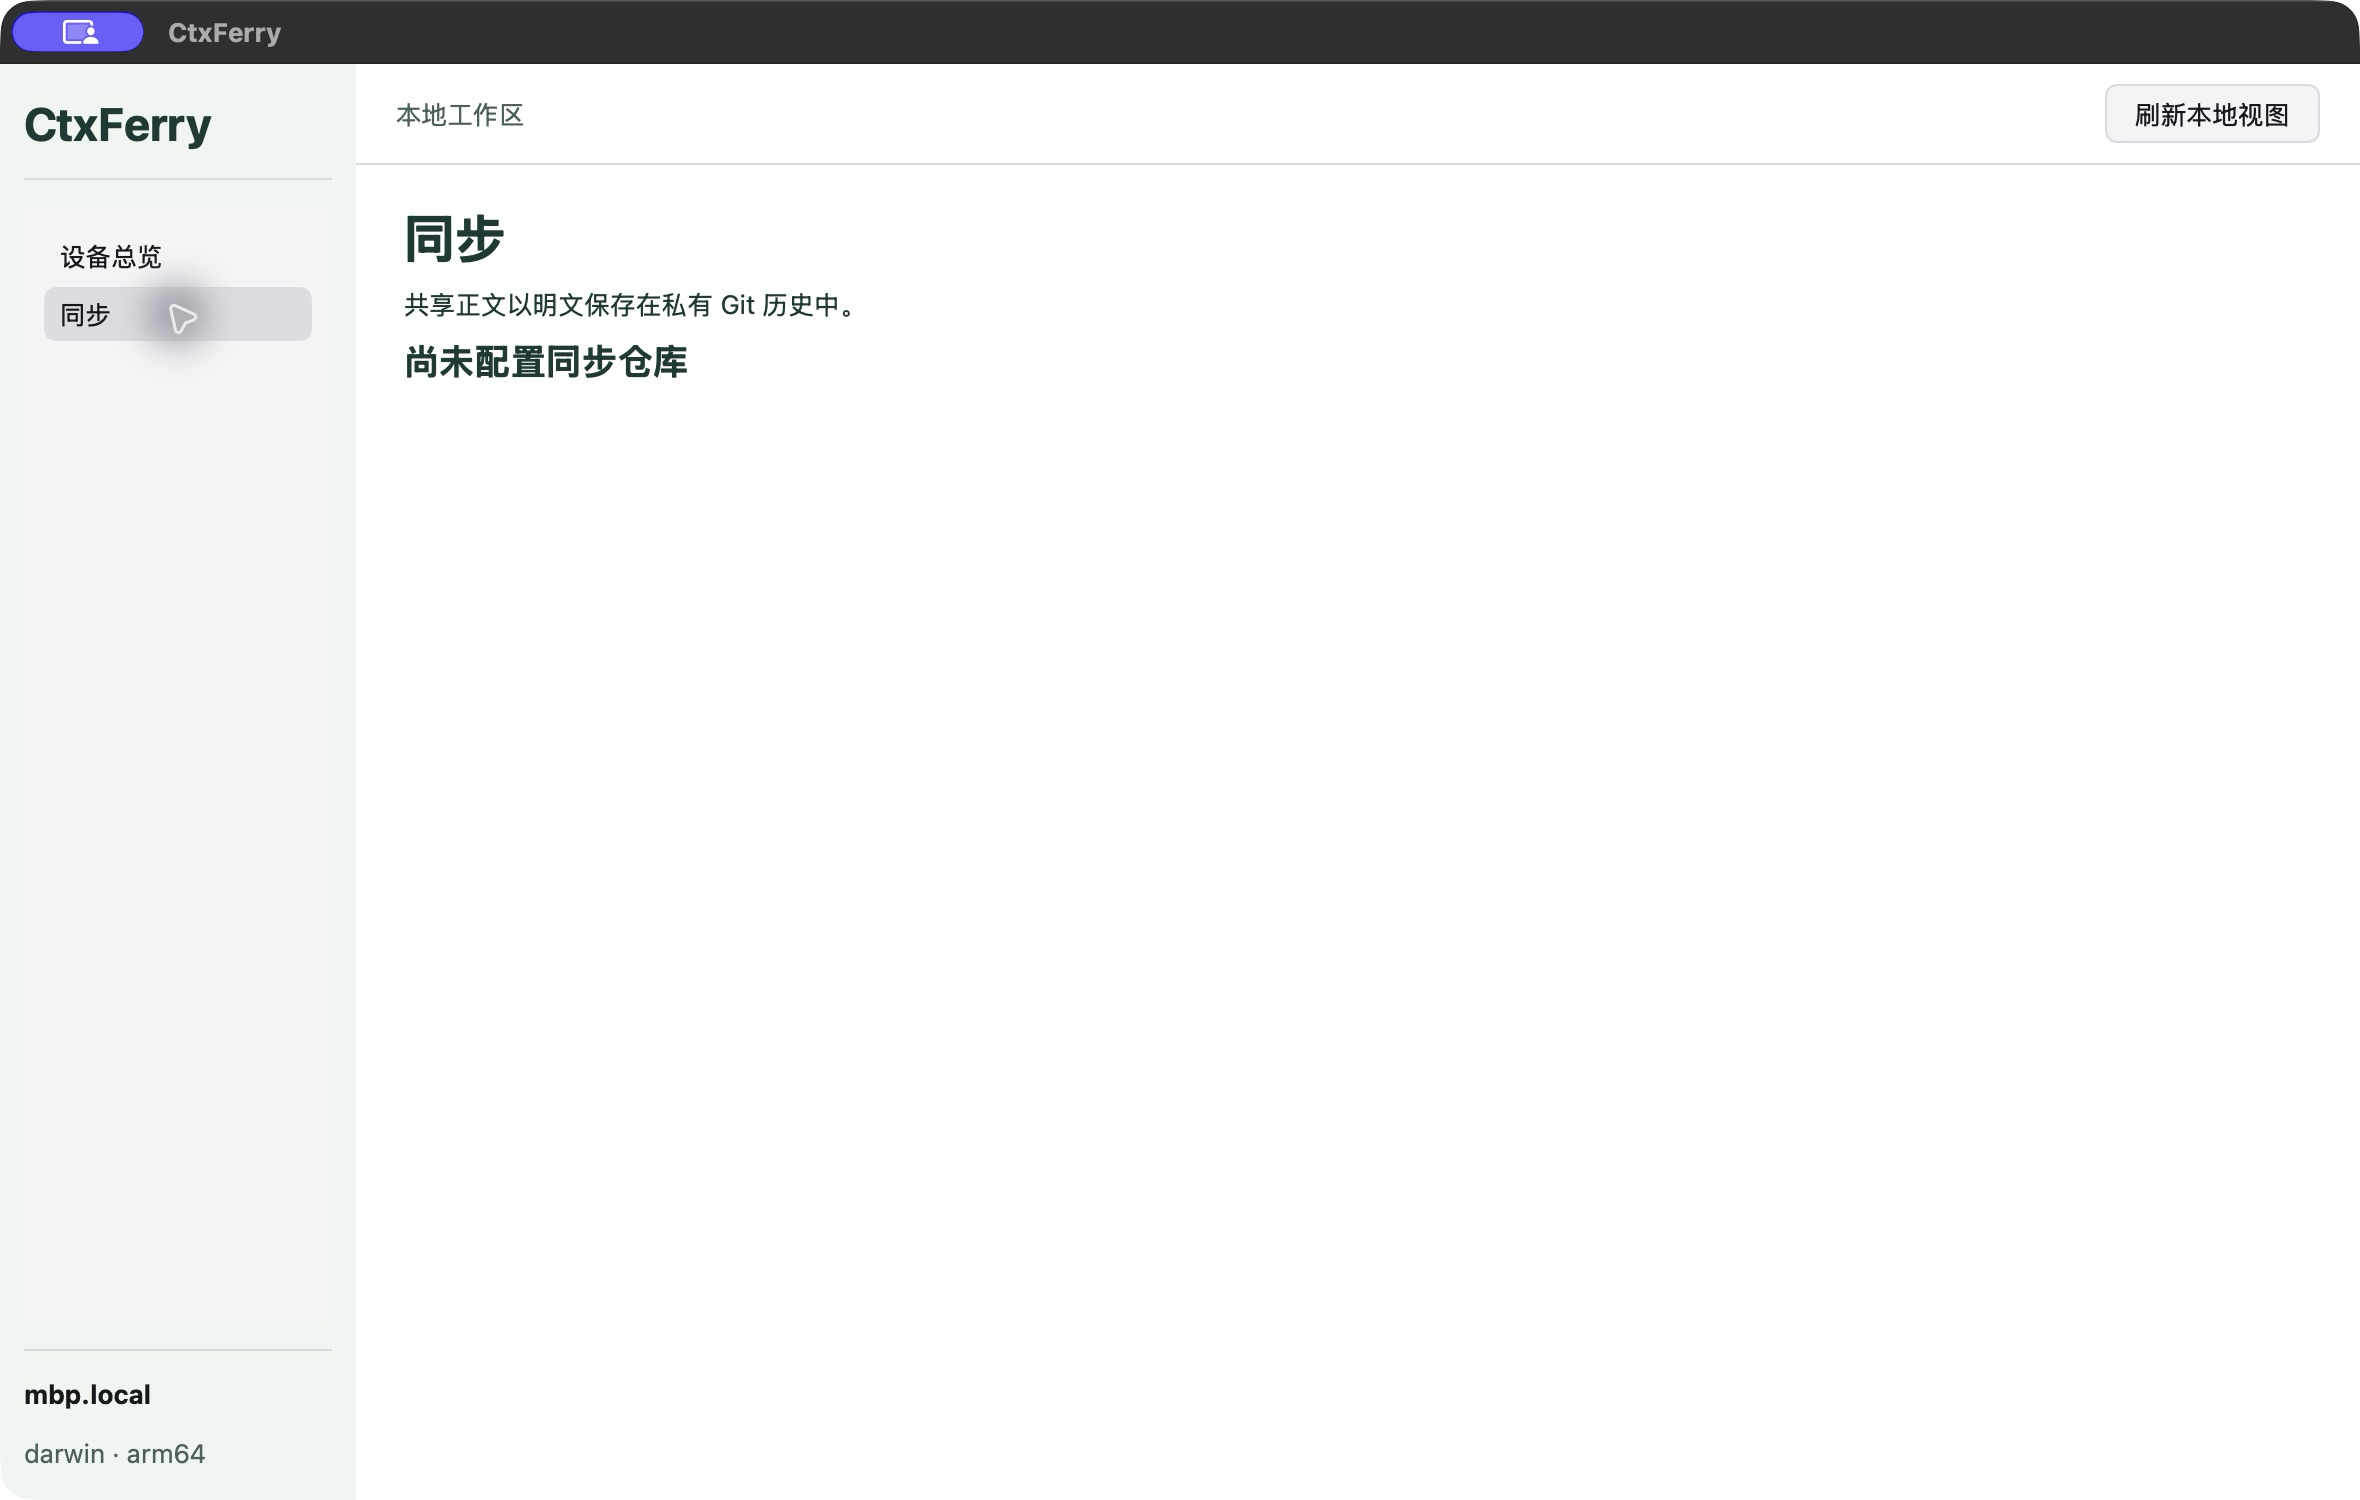 CtxFerry
CtxFerry
设备总览
同步
mbp.local
darwin · arm64
本地工作区
刷新本地视图
同步
共享正文以明文保存在私有 Git 历史中。
尚未配置同步仓库